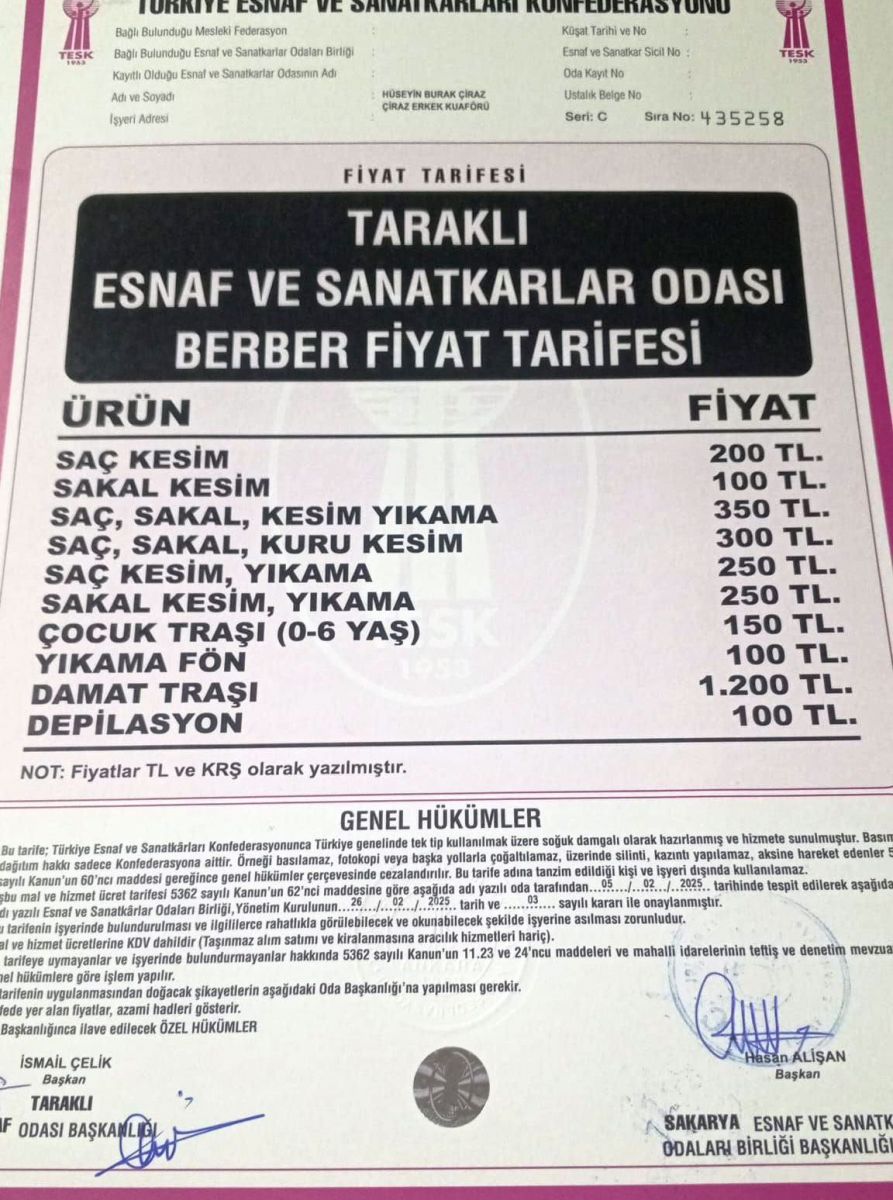 TÜRKİYE ESNAF VE SANATKARLARI KONFEDERASYONU
TESK
1953
Bağlı Bulunduğu Mesleki Federasyon :
Bağlı Bulunduğu Esnaf ve Sanatkarlar Odaları Birliği :
Kayıtlı Olduğu Esnaf ve Sanatkarlar Odasının Adı :
Adı ve Soyadı : HÜSEYİN BURAK ÇİRAZ
ÇİRAZ ERKEK KUAFÖRÜ
İşyeri Adresi :
Küşat Tarihi ve No :
Esnaf ve Sanatkar Sicil No :
Oda Kayıt No :
Ustalık Belge No :
Seri: C Sıra No: 435258
TESK
1953
FİYAT TARİFESİ
TARAKLI
ESNAF VE SANATKARLAR ODASI
BERBER FİYAT TARİFESİ
ÜRÜN FİYAT
SAÇ KESİM 200 TL.
SAKAL KESİM 100 TL.
SAÇ, SAKAL, KESİM YIKAMA 350 TL.
SAÇ, SAKAL, KURU KESİM 300 TL.
SAÇ KESİM, YIKAMA 250 TL.
SAKAL KESİM, YIKAMA 250 TL.
ÇOCUK TRAŞI (0-6 YAŞ) 150 TL.
YIKAMA FÖN 100 TL.
DAMAT TRAŞI 1.200 TL.
DEPİLASYON 100 TL.
TESK
1953
NOT: Fiyatlar TL ve KRŞ olarak yazılmıştır.
GENEL HÜKÜMLER
Bu tarife; Türkiye Esnaf ve Sanatkârları Konfederasyonunca Türkiye genelinde tek tip kullanılmak üzere soğuk damgalı olarak hazırlanmış ve hizmete sunulmuştur. Basım
dağıtım hakkı sadece Konfederasyona aittir. Örneği basılamaz, fotokopi veya başka yollarla çoğaltılamaz, üzerinde silinti, kazıntı yapılamaz, aksine hareket edenler 5
sayılı Kanun'un 60'ncı maddesi gereğince genel hükümler çerçevesinde cezalandırılır. Bu tarife adına tanzim edildiği kişi ve işyeri dışında kullanılamaz.
şbu mal ve hizmet ücret tarifesi 5362 sayılı Kanun'un 62'nci maddesine göre aşağıda adı yazılı oda tarafından...05..../...02.../..2025.. tarihinde tespit edilerek aşağıda
dı yazılı Esnaf ve Sanatkârlar Odaları Birliği,Yönetim Kurulunun...26.../...02.../..2025.. tarih ve ......03...... sayılı kararı ile onaylanmıştır.
u tarifenin işyerinde bulundurulması ve ilgililerce rahatlıkla görülebilecek ve okunabilecek şekilde işyerine asılması zorunludur.
al ve hizmet ücretlerine KDV dahildir (Taşınmaz alım satımı ve kiralanmasına aracılık hizmetleri hariç).
tarifeye uymayanlar ve işyerinde bulundurmayanlar hakkında 5362 sayılı Kanun'un 11.23 ve 24'ncu maddeleri ve mahalli idarelerinin teftiş ve denetim mevzua
nel hükümlere göre işlem yapılır.
tarifenin uygulanmasından doğacak şikayetlerin aşağıdaki Oda Başkanlığı'na yapılması gerekir.
fede yer alan fiyatlar, azami hadleri gösterir.
Başkanlığınca ilave edilecek ÖZEL HÜKÜMLER
İSMAİL ÇELİK
Başkan
TARAKLI
AF ODASI BAŞKANLIĞI
Hasan ALİŞAN
Başkan
SAKARYA ESNAF VE SANATK
ODALARI BİRLİĞİ BAŞKANLIĞI